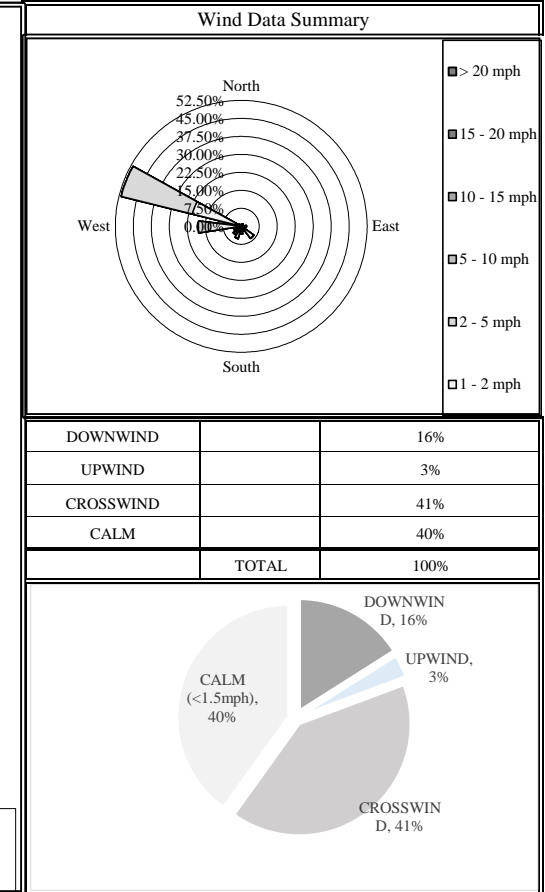 Wind Data Summary
North
52.50%
45.00%
37.50%
30.00%
22.50%
15.00%
7.50%
0.00%
West
East
South
> 20 mph
15 - 20 mph
10 - 15 mph
5 - 10 mph
2 - 5 mph
1 - 2 mph
DOWNWIND 16%
UPWIND 3%
CROSSWIND 41%
CALM 40%
TOTAL 100%
DOWNWIN
D, 16%
UPWIND,
3%
CALM
(<1.5mph),
40%
CROSSWIN
D, 41%